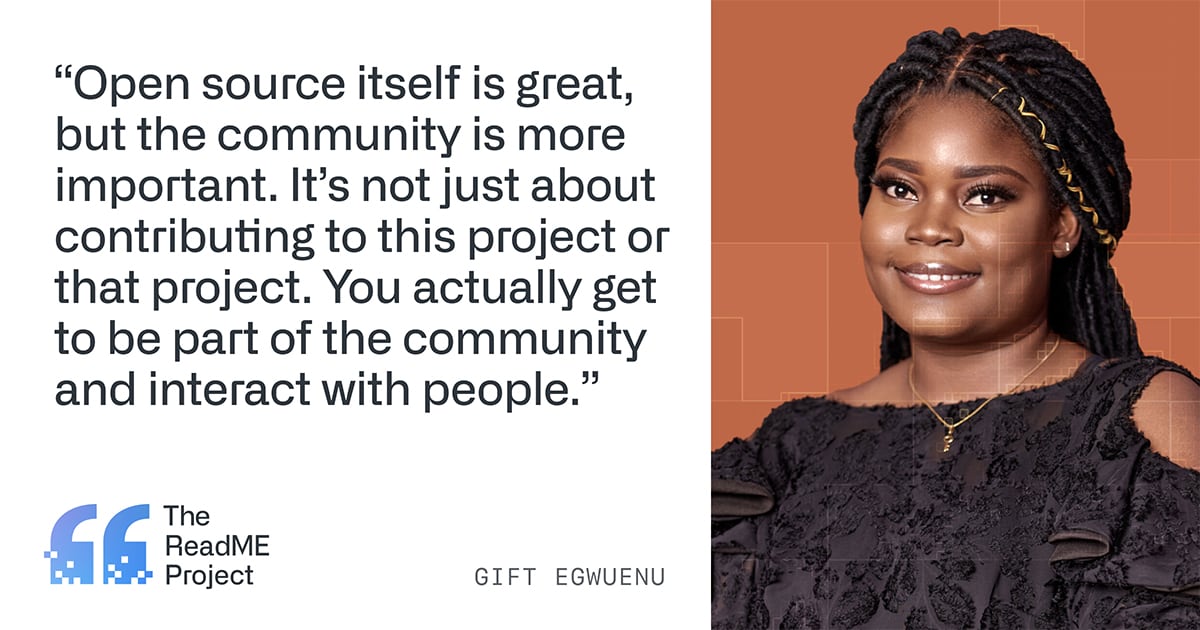 “Open source itself is great,
but the community is more
important. It’s not just about
contributing to this project or
that project. You actually get
to be part of the community
and interact with people.”
The
ReadME
Project
GIFT EGWUENU